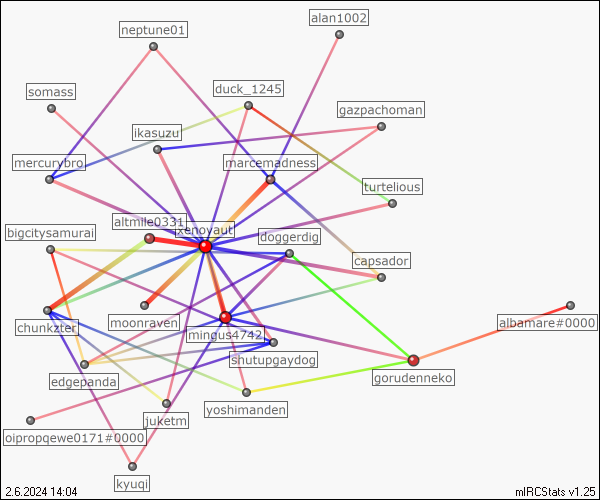 alan1002
neptune01
somass
duck_1245
gazpachoman
ikasuzu
mercurybro
marcemadness
turtelious
altmile0331
xenoyaut
bigcitysamurai
doggerdig
capsador
moonraven
albamare#0000
chunkzter
mingus4742
shutupgaydog
edgepanda
gorudenneko
yoshimanden
juketm
oipropqewe0171#0000
kyuqi
2.6.2024 14:04
mIRCStats v1.25